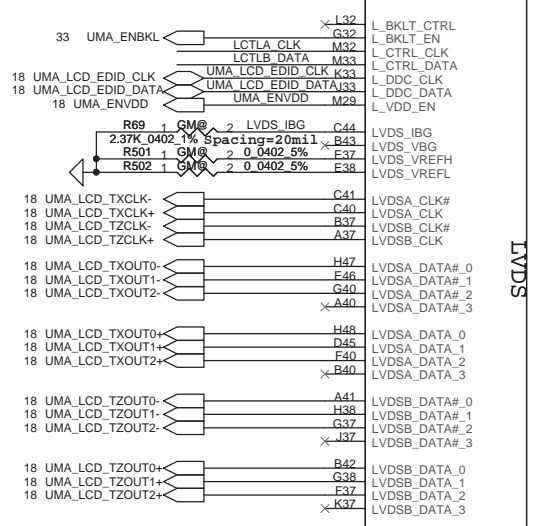 L32 L_BKLT_CTRL
33 UMA_ENBKL G32 L_BKLT_EN
LCTLA_CLK M32 L_CTRL_CLK
LCTLB_DATA M33 L_CTRL_DATA
18 UMA_LCD_EDID_CLK UMA_LCD_EDID_CLK K33 L_DDC_CLK
18 UMA_LCD_EDID_DATA UMA_LCD_EDID_DATA J33 L_DDC_DATA
18 UMA_ENVDD UMA_ENVDD M29 L_VDD_EN
R69 1 GM@ 2 LVDS_IBG C44 LVDS_IBG
2.37K_0402_1% Spacing=20mil B43 LVDS_VBG
R501 1 GM@ 2 0_0402_5% E37 LVDS_VREFH
R502 1 GM@ 2 0_0402_5% E38 LVDS_VREFL
18 UMA_LCD_TXCLK- C41 LVDSA_CLK#
18 UMA_LCD_TXCLK+ C40 LVDSA_CLK
18 UMA_LCD_TZCLK- B37 LVDSB_CLK#
18 UMA_LCD_TZCLK+ A37 LVDSB_CLK
LVDS
18 UMA_LCD_TXOUT0- H47 LVDSA_DATA#_0
18 UMA_LCD_TXOUT1- E46 LVDSA_DATA#_1
18 UMA_LCD_TXOUT2- G40 LVDSA_DATA#_2
A40 LVDSA_DATA#_3
18 UMA_LCD_TXOUT0+ H48 LVDSA_DATA_0
18 UMA_LCD_TXOUT1+ D45 LVDSA_DATA_1
18 UMA_LCD_TXOUT2+ F40 LVDSA_DATA_2
B40 LVDSA_DATA_3
18 UMA_LCD_TZOUT0- A41 LVDSB_DATA#_0
18 UMA_LCD_TZOUT1- H38 LVDSB_DATA#_1
18 UMA_LCD_TZOUT2- G37 LVDSB_DATA#_2
J37 LVDSB_DATA#_3
18 UMA_LCD_TZOUT0+ B42 LVDSB_DATA_0
18 UMA_LCD_TZOUT1+ G38 LVDSB_DATA_1
18 UMA_LCD_TZOUT2+ F37 LVDSB_DATA_2
K37 LVDSB_DATA_3